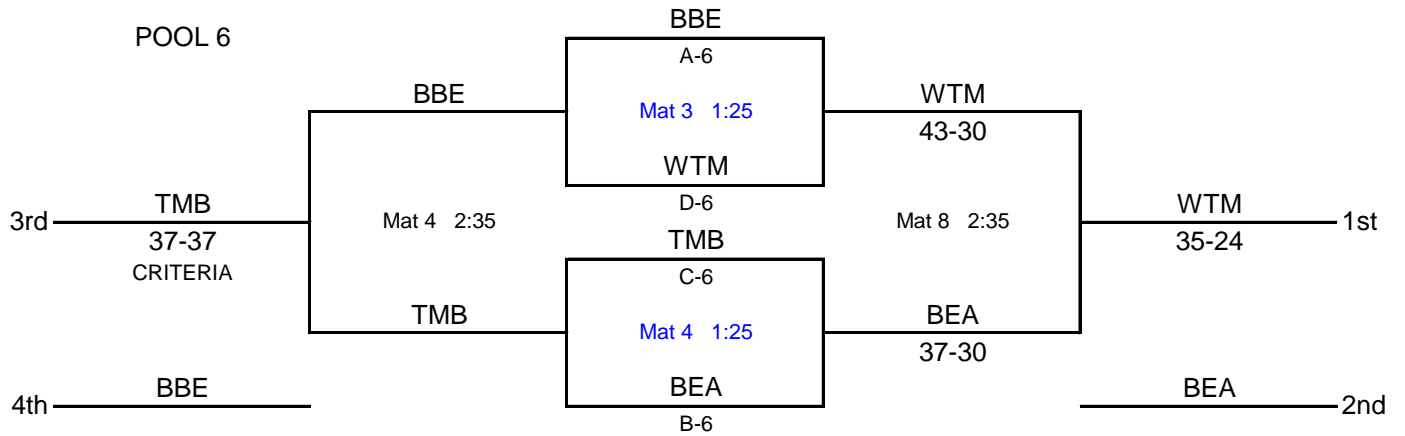 BBE
POOL 6
A-6
BBE
WTM
Mat 3 1:25
43-30
WTM
TMB
D-6
WTM
3rd
Mat 4 2:35
Mat 8 2:35
1st
37-37
TMB
35-24
CRITERIA
C-6
TMB
BEA
Mat 4 1:25
37-30
BBE
BEA
BEA
4th
2nd
B-6